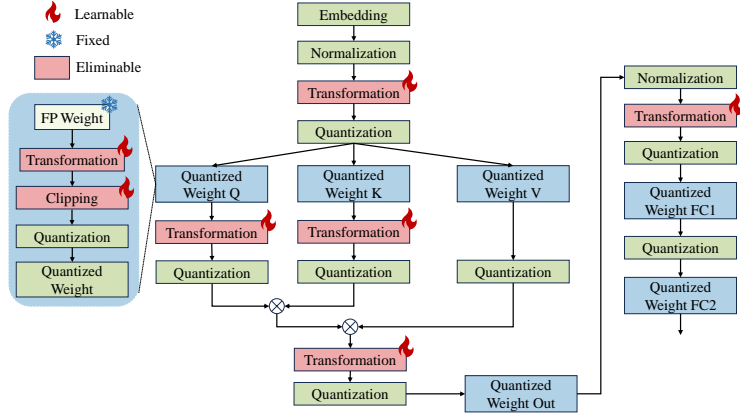 Learnable
Fixed
Eliminable
FP Weight
Transformation
Clipping
Quantization
Quantized
Weight
Embedding
Normalization
Transformation
Quantization
Quantized
Weight Q
Quantized
Weight K
Quantized
Weight V
Transformation
Transformation
Quantization
Quantization
Quantization
Transformation
Quantization
Quantized
Weight Out
Normalization
Transformation
Quantization
Quantized
Weight FC1
Quantization
Quantized
Weight FC2